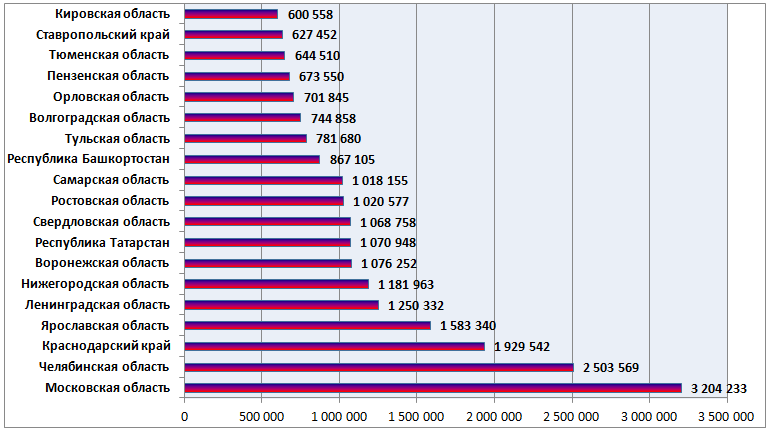 Кировская область 600 558
Ставропольский край 627 452
Тюменская область 644 510
Пензенская область 673 550
Орловская область 701 845
Волгоградская область 744 858
Тульская область 781 680
Республика Башкортостан 867 105
Самарская область 1 018 155
Ростовская область 1 020 577
Свердловская область 1 068 758
Республика Татарстан 1 070 948
Воронежская область 1 076 252
Нижегородская область 1 181 963
Ленинградская область 1 250 332
Ярославская область 1 583 340
Краснодарский край 1 929 542
Челябинская область 2 503 569
Московская область 3 204 233
0 500 000 1 000 000 1 500 000 2 000 000 2 500 000 3 000 000 3 500 000